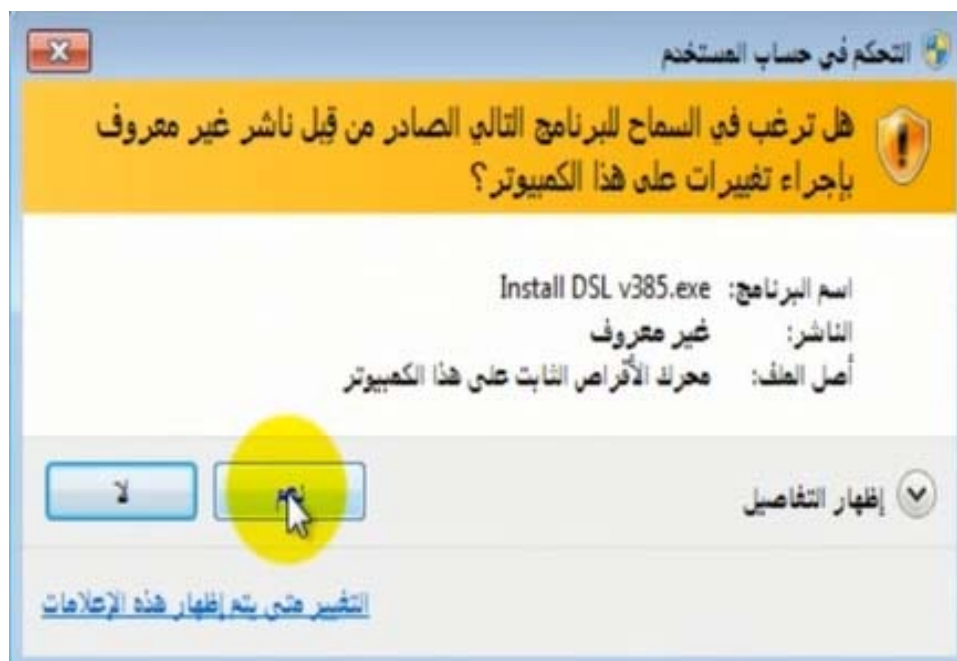 التحكم في حساب المستخدم
هل ترغب في السماح للبرنامج التالي الصادر من قِبل ناشر غير معروف
بإجراء تغييرات على هذا الكمبيوتر؟
اسم البرنامج: Install DSL v385.exe
الناشر: غير معروف
أصل الملف: محرك الأقراص الثابت على هذا الكمبيوتر
إظهار التفاصيل
نعم
لا
التغيير متى يتم إظهار هذه الإعلامات